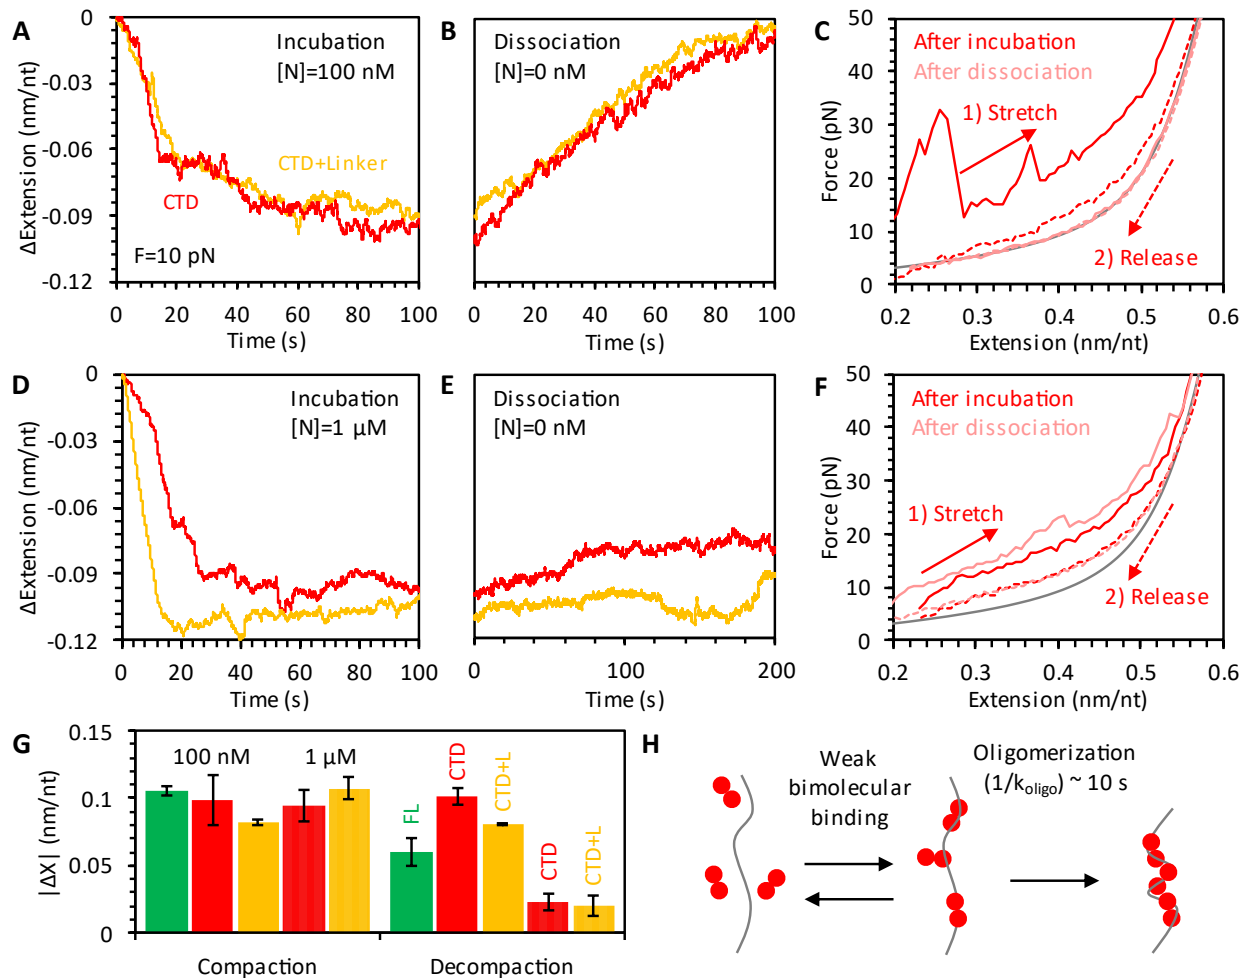 A
0
-0.03
-0.06
-0.09
-0.12
ΔExtension (nm/nt)
Incubation
[N]=100 nM
CTD+Linker
CTD
F=10 pN
0 20 40 60 80 100
Time (s)
B
Dissociation
[N]=0 nM
0 20 40 60 80 100
Time (s)
C
50
40
30
20
10
0
Force (pN)
After incubation
After dissociation
1) Stretch
2) Release
0.2 0.3 0.4 0.5 0.6
Extension (nm/nt)
D
0
-0.03
-0.06
-0.09
-0.12
ΔExtension (nm/nt)
Incubation
[N]=1 μM
0 20 40 60 80 100
Time (s)
E
Dissociation
[N]=0 nM
0 100 200
Time (s)
F
50
40
30
20
10
0
Force (pN)
After incubation
After dissociation
1) Stretch
2) Release
0.2 0.3 0.4 0.5 0.6
Extension (nm/nt)
G
0.15
0.1
0.05
0
|ΔX| (nm/nt)
100 nM 1 μM
FL
CTD
CTD+L
CTD
CTD+L
Compaction Decompaction
H
Weak
bimolecular
binding
Oligomerization
(1/k_oligo) ~ 10 s